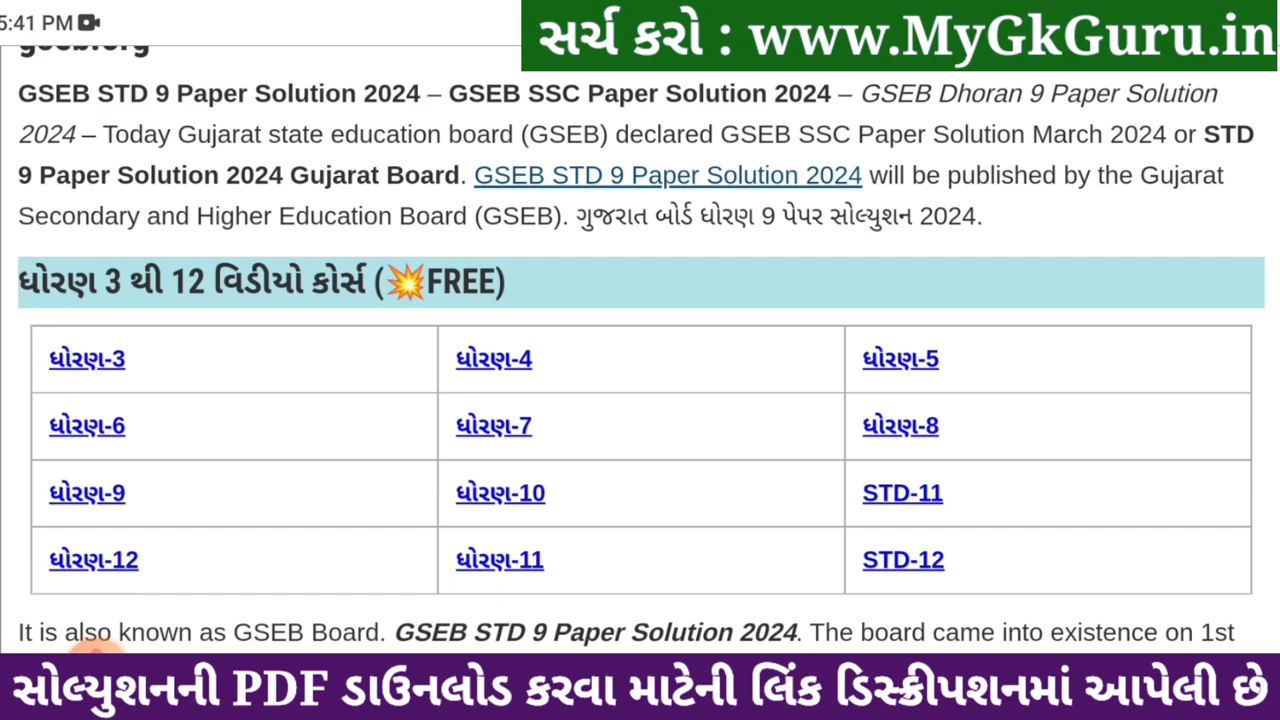 5:41 PM
સર્ચ કરો : www.MyGkGuru.in
GSEB STD 9 Paper Solution 2024 – GSEB SSC Paper Solution 2024 – GSEB Dhoran 9 Paper Solution
2024 – Today Gujarat state education board (GSEB) declared GSEB SSC Paper Solution March 2024 or STD
9 Paper Solution 2024 Gujarat Board. GSEB STD 9 Paper Solution 2024 will be published by the Gujarat
Secondary and Higher Education Board (GSEB). ગુજરાત બોર્ડ ધોરણ 9 પેપર સોલ્યુશન 2024.
ધોરણ 3 થી 12 વિડીયો કોર્સ (💥FREE)
ધોરણ-3 ધોરણ-4 ધોરણ-5
ધોરણ-6 ધોરણ-7 ધોરણ-8
ધોરણ-9 ધોરણ-10 STD-11
ધોરણ-12 ધોરણ-11 STD-12
It is also known as GSEB Board. GSEB STD 9 Paper Solution 2024. The board came into existence on 1st
સોલ્યુશનની PDF ડાઉનલોડ કરવા માટેની લિંક ડિસ્ક્રીપશનમાં આપેલી છે